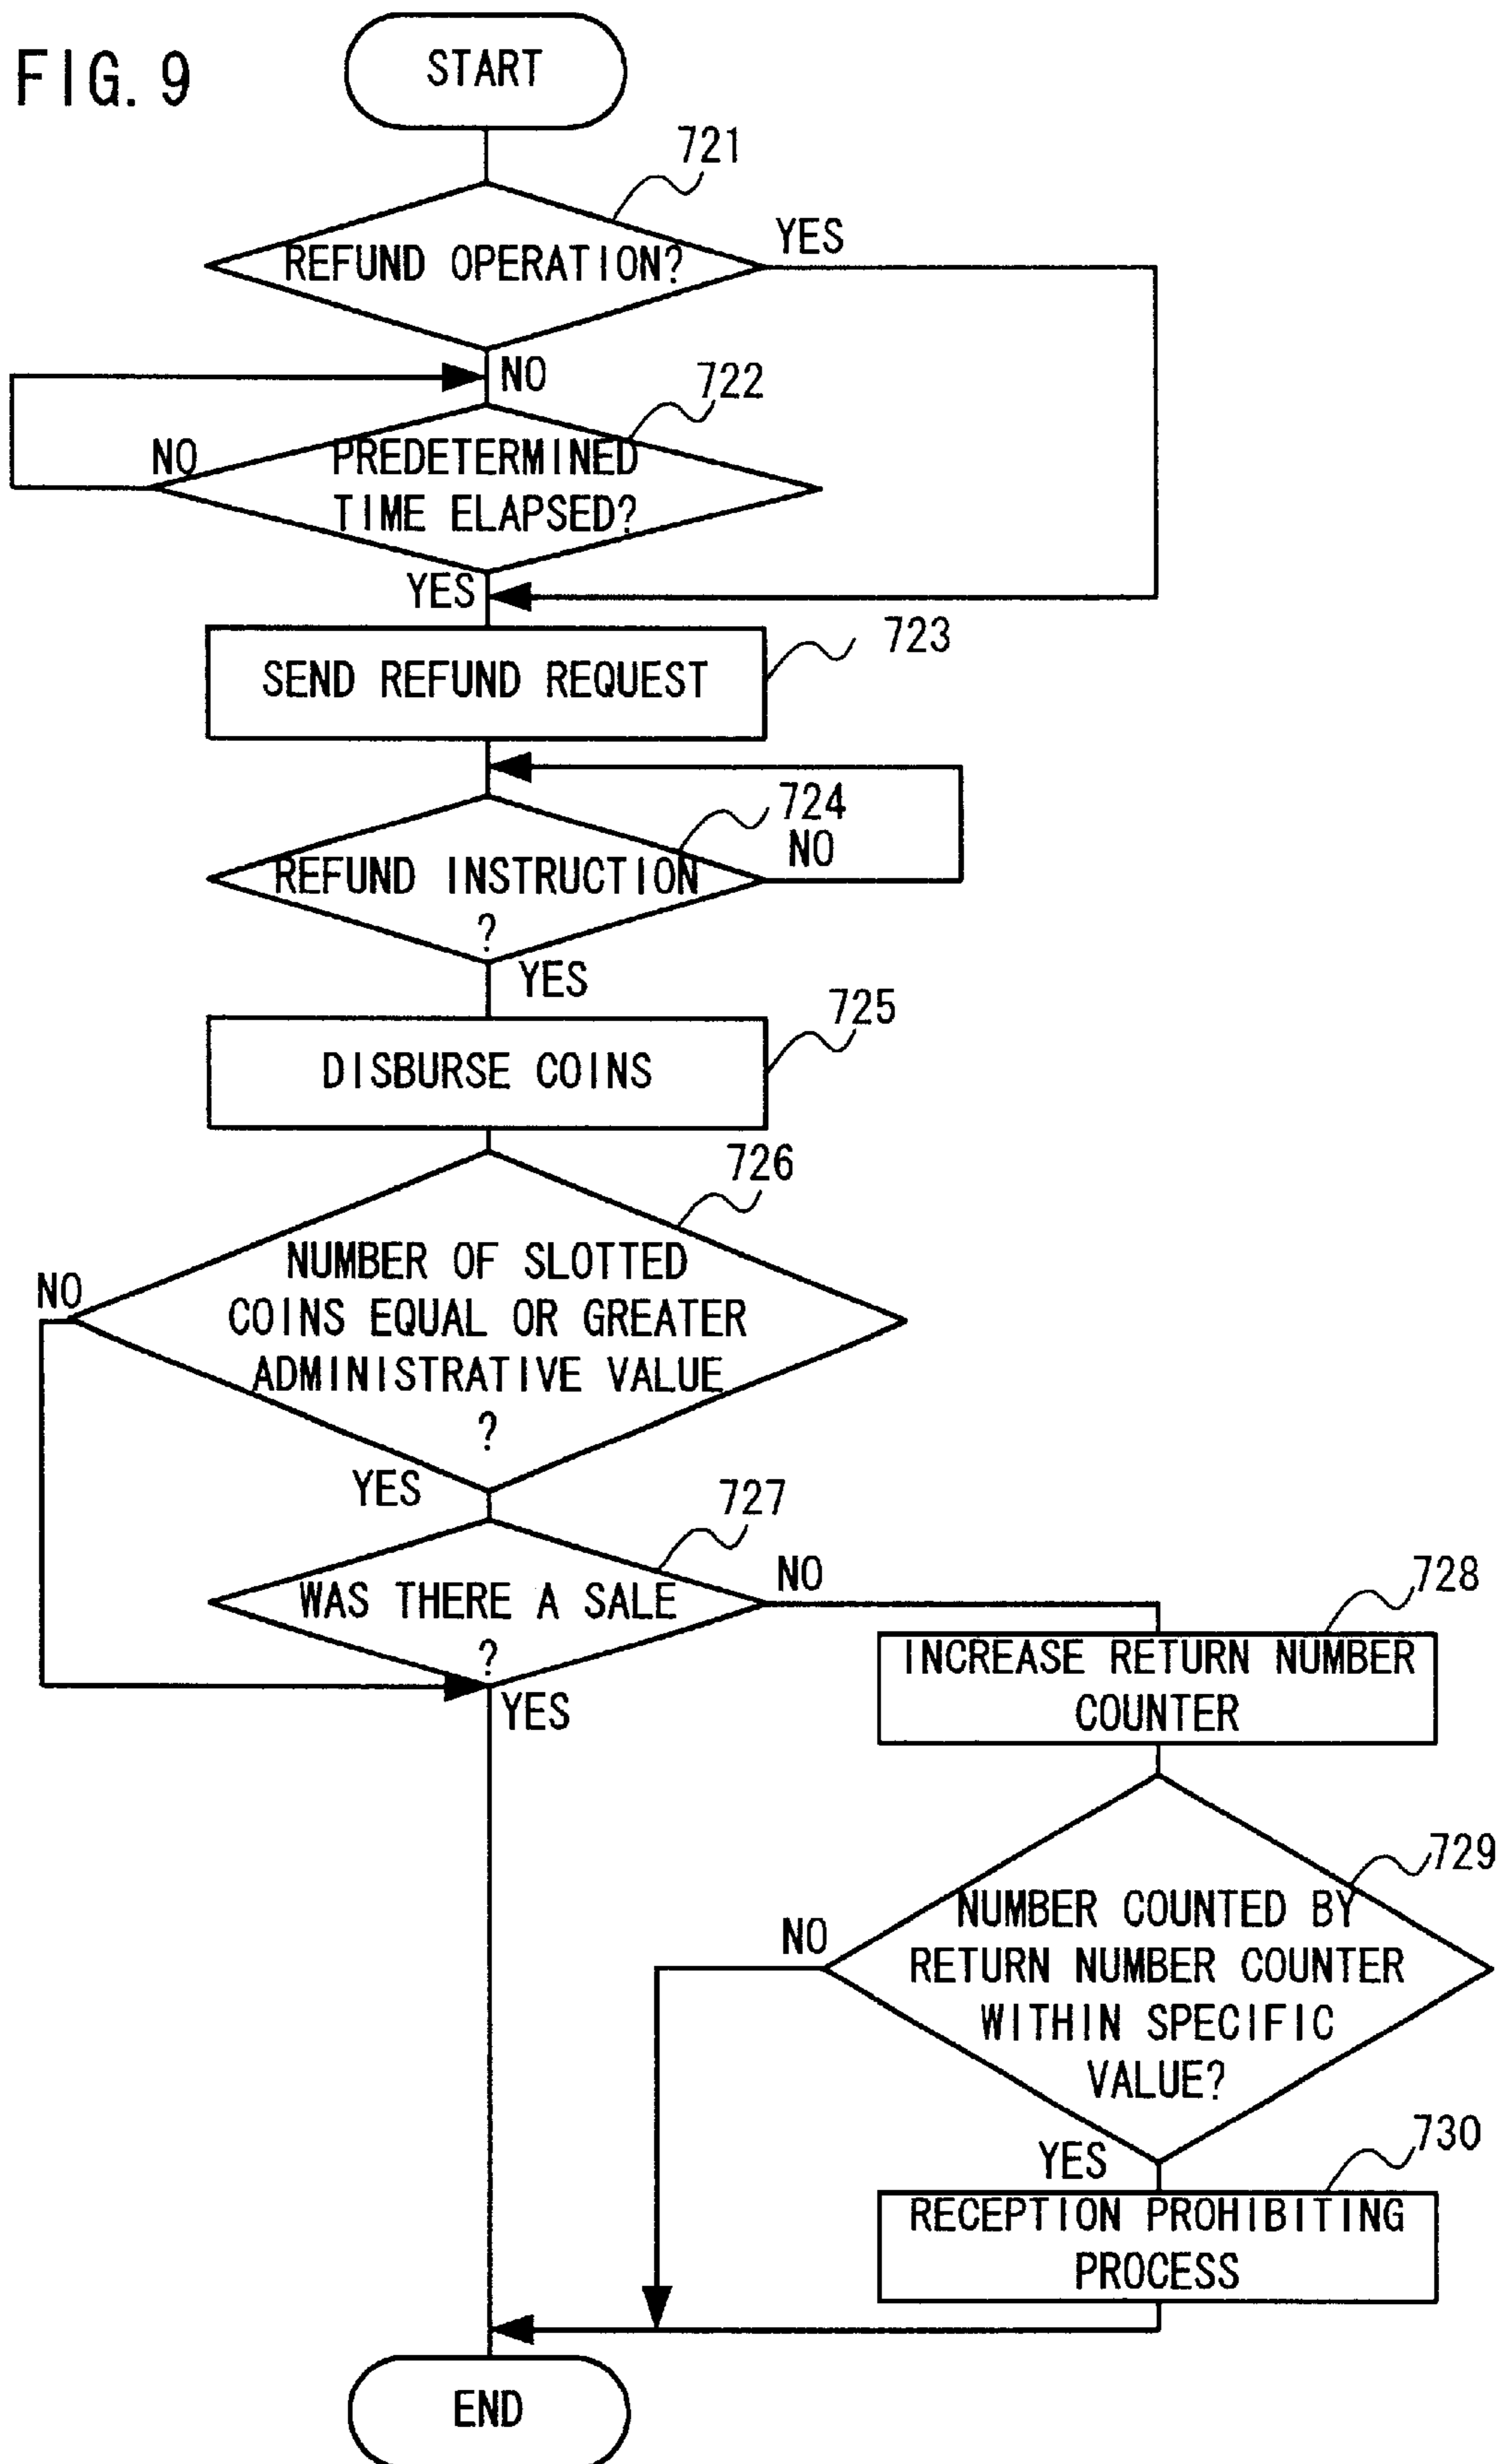 FIG. 9
START
721
REFUND OPERATION?
YES
NO
722
NO
PREDETERMINED
TIME ELAPSED?
YES
723
SEND REFUND REQUEST
724
NO
REFUND INSTRUCTION
?
YES
725
DISBURSE COINS
726
NUMBER OF SLOTTED
COINS EQUAL OR GREATER
ADMINISTRATIVE VALUE
?
NO
YES
727
WAS THERE A SALE
?
NO
YES
728
INCREASE RETURN NUMBER
COUNTER
729
NUMBER COUNTED BY
RETURN NUMBER COUNTER
WITHIN SPECIFIC
VALUE?
NO
YES
730
RECEPTION PROHIBITING
PROCESS
END